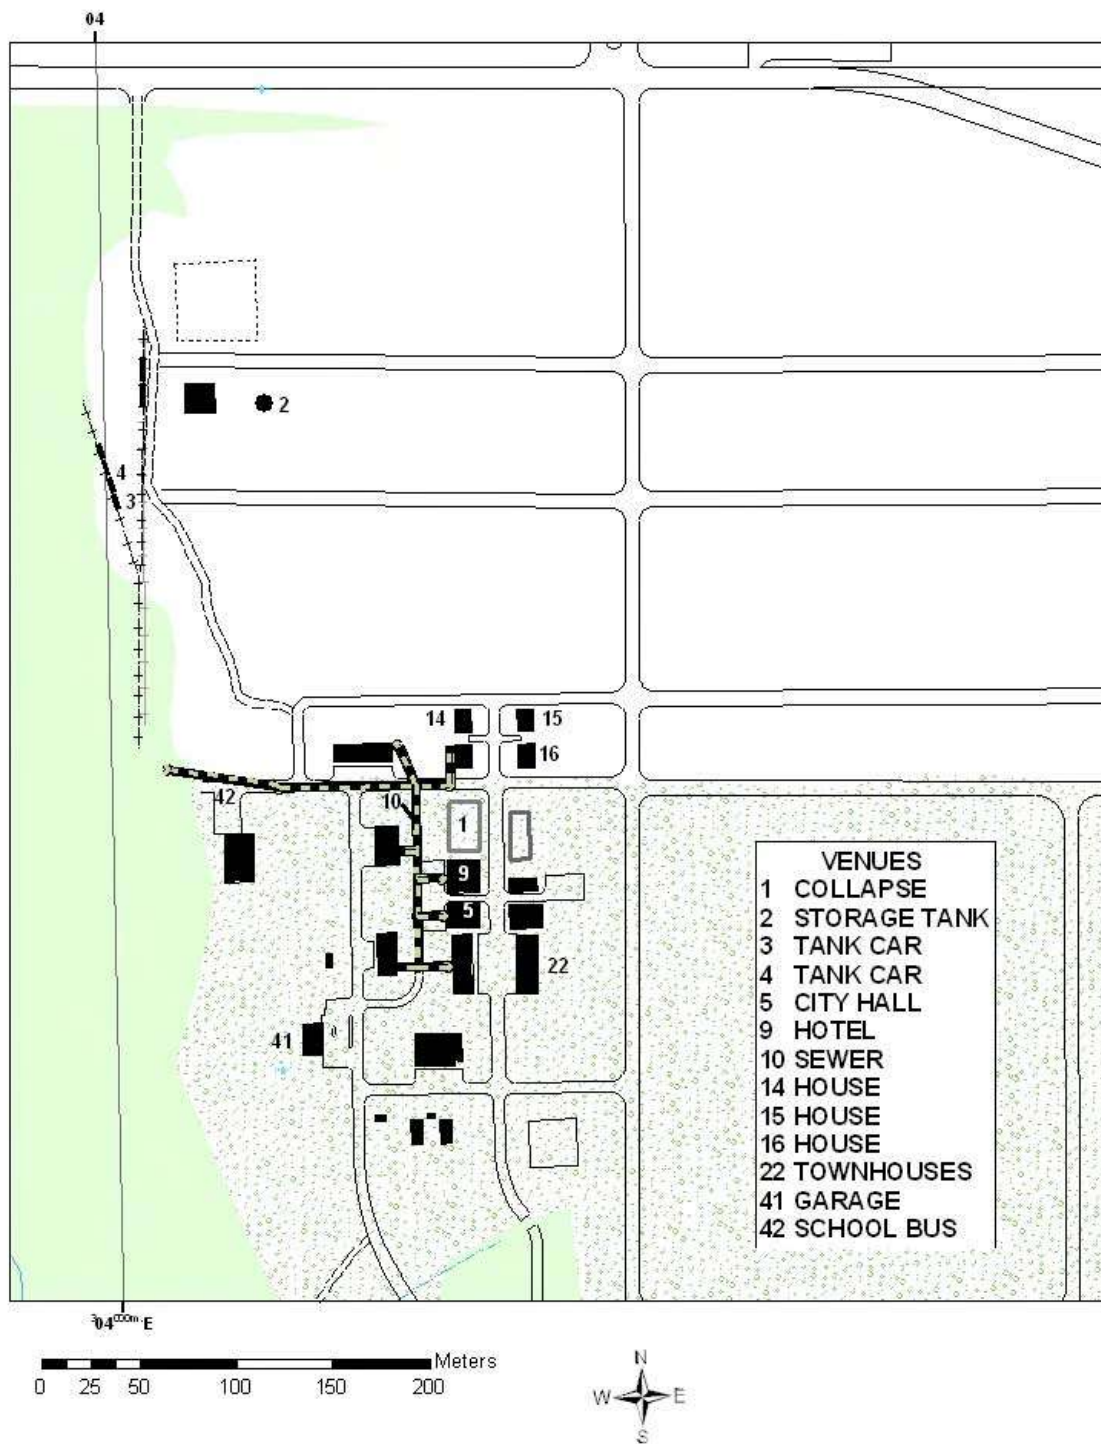 04
2
4
3
14
15
16
42
10
1
9
5
22
41
VENUES
1 COLLAPSE
2 STORAGE TANK
3 TANK CAR
4 TANK CAR
5 CITY HALL
9 HOTEL
10 SEWER
14 HOUSE
15 HOUSE
16 HOUSE
22 TOWNHOUSES
41 GARAGE
42 SCHOOL BUS
³04⁰⁰⁰ᵐ·E
Meters
0 25 50 100 150 200
N
W E
S